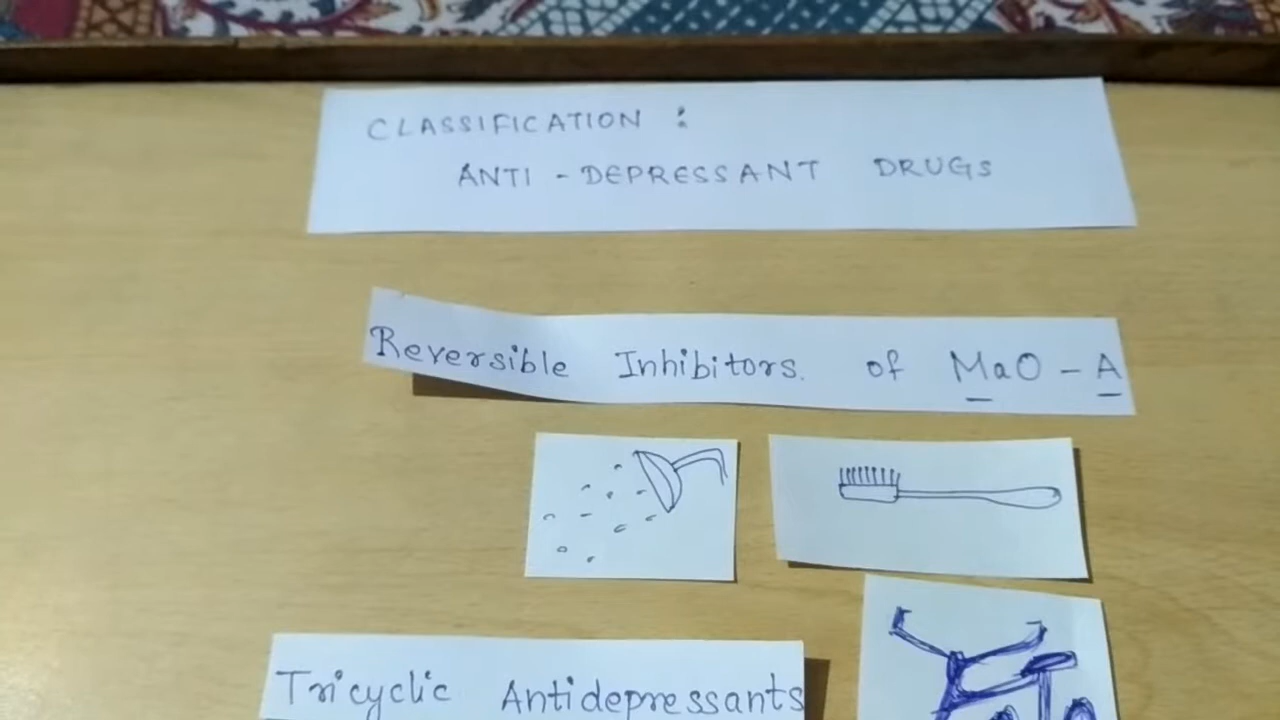 CLASSIFICATION :
ANTI - DEPRESSANT DRUGS
Reversible Inhibitors. of MaO - A
Tricyclic Antidepressants